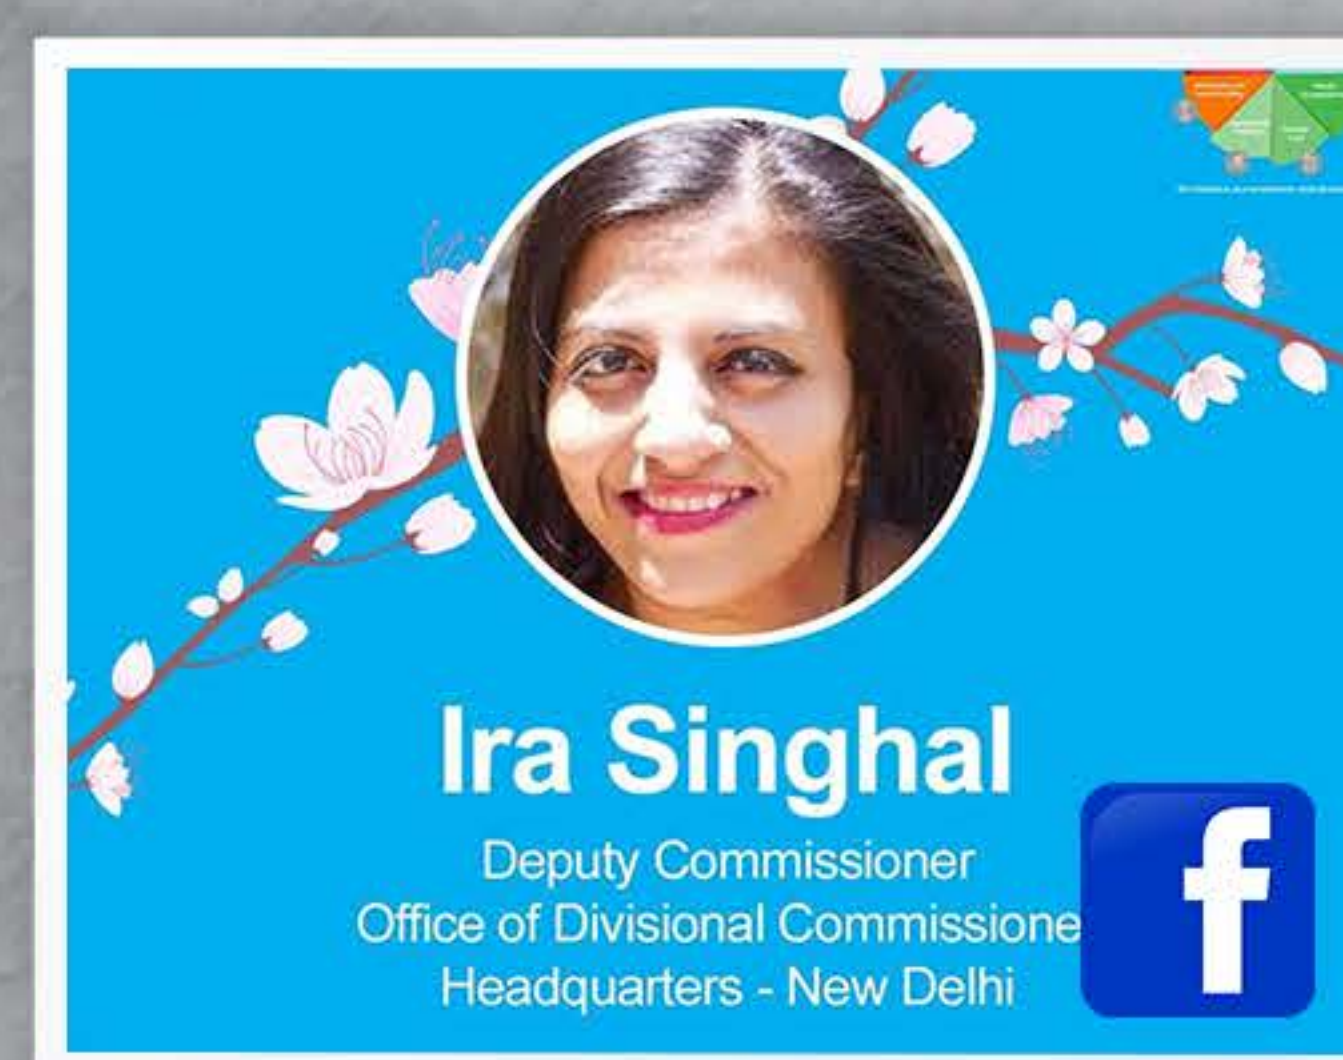 Ira Singhal
Deputy Commissioner
Office of Divisional Commissione
Headquarters - New Delhi
f